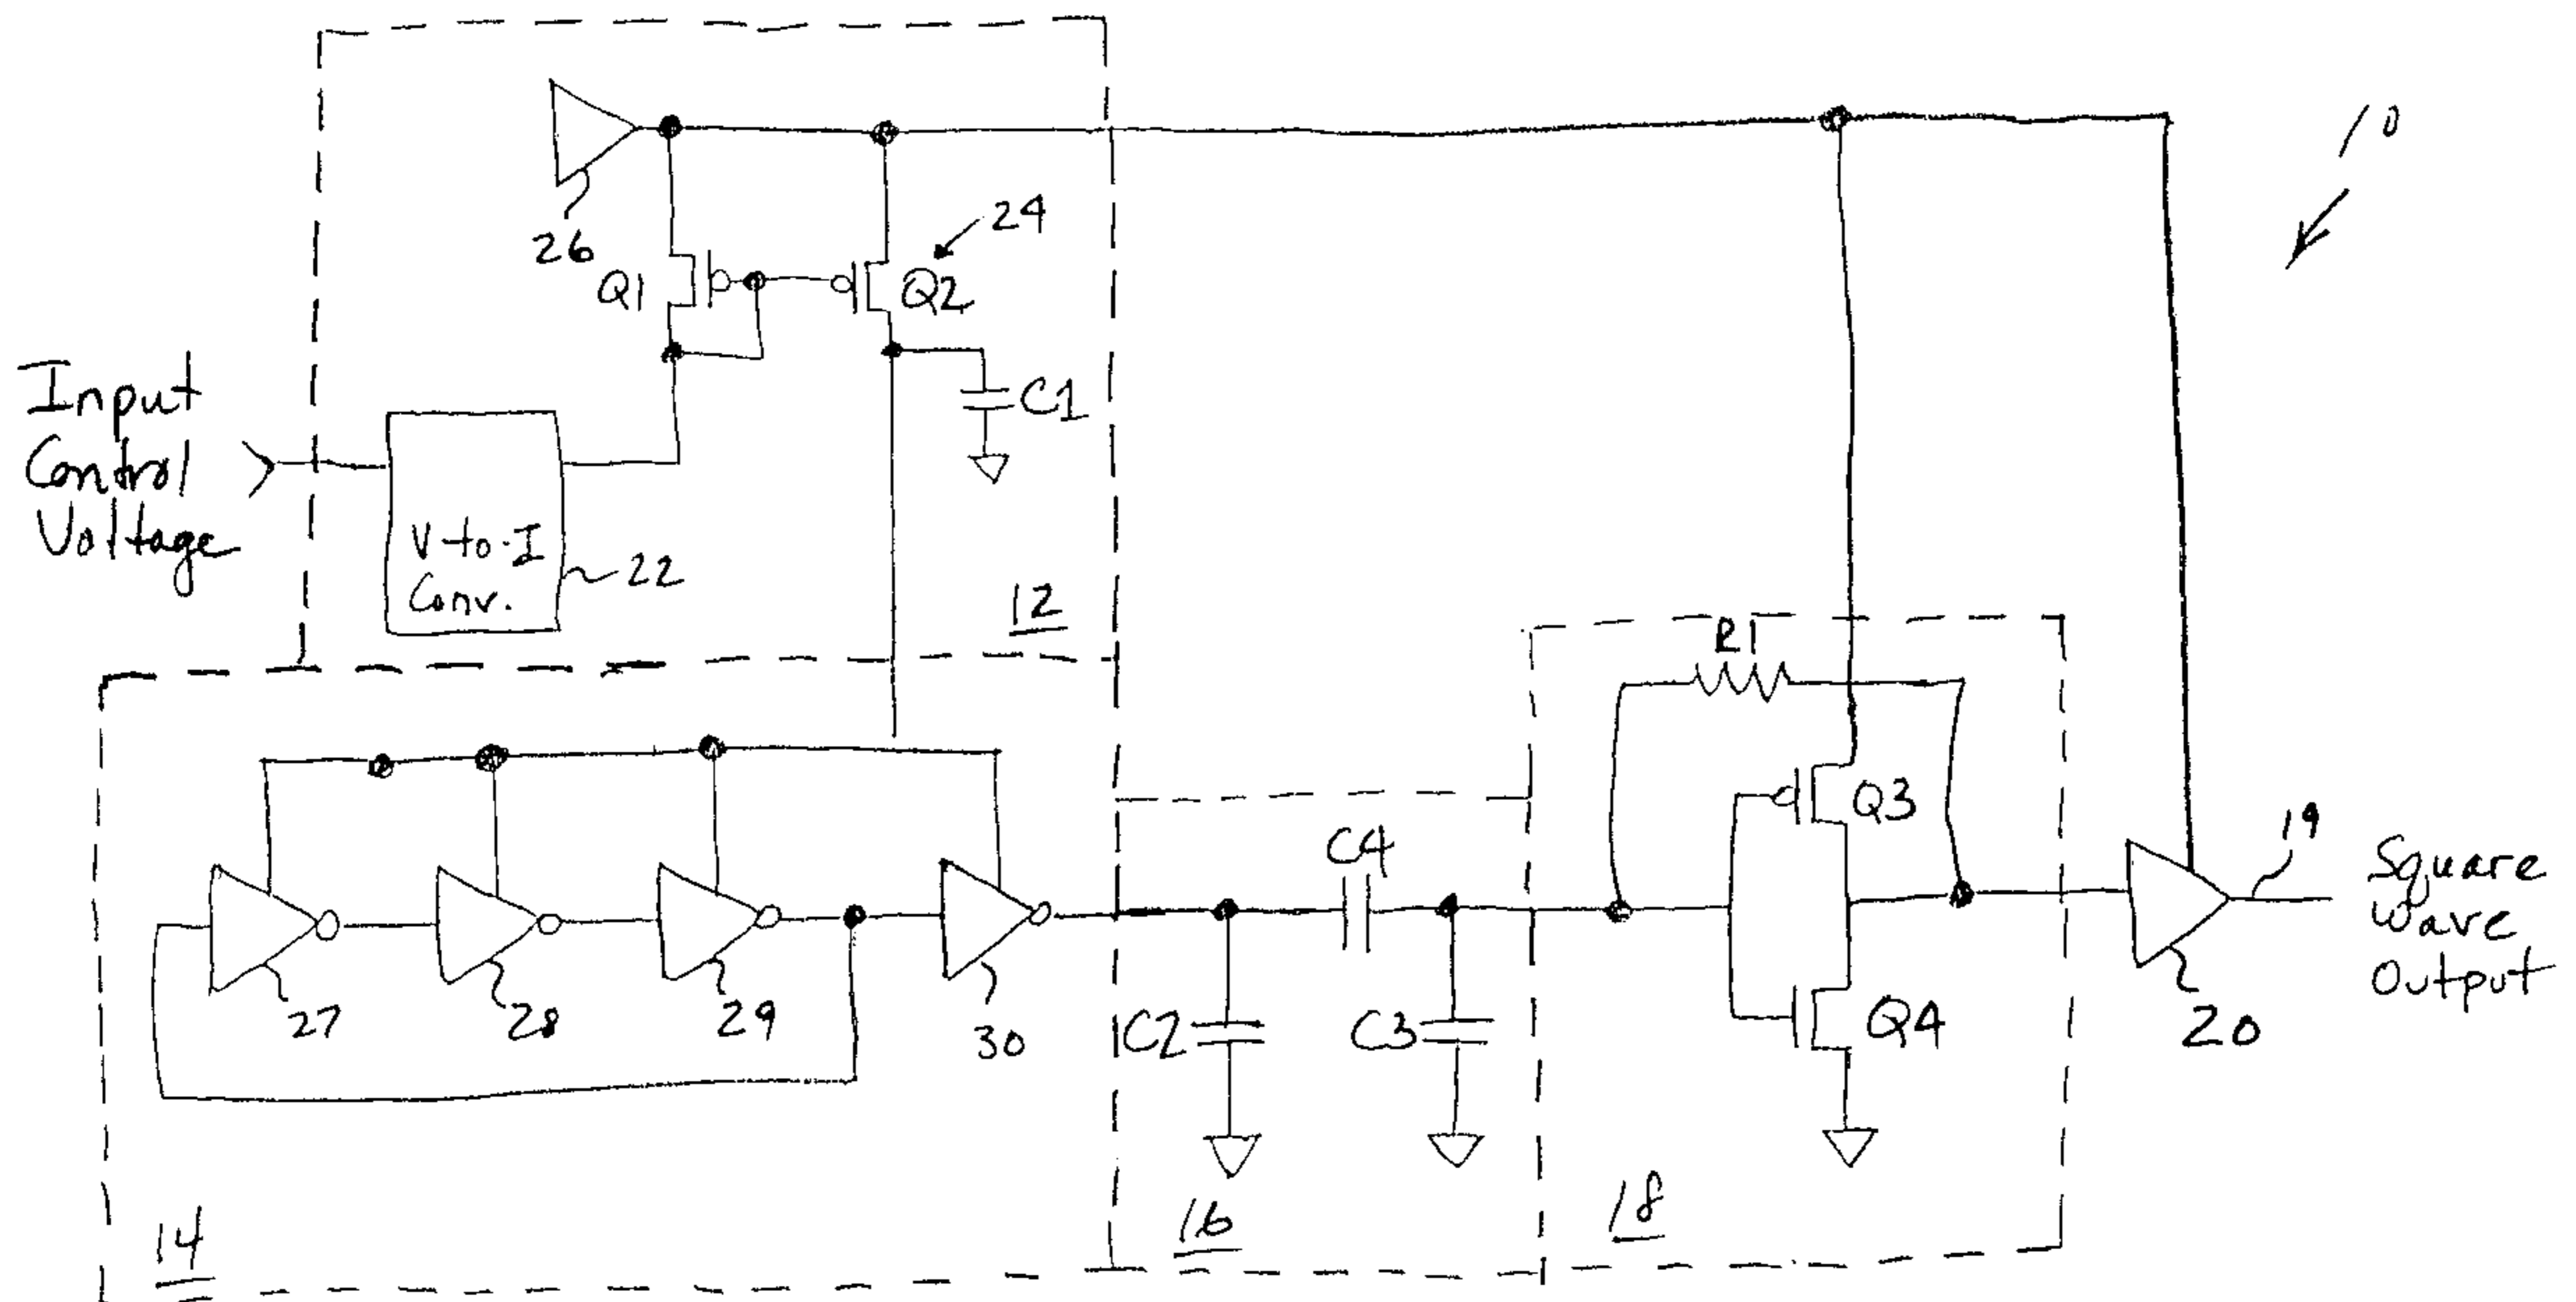 10
26
24
Q1
Q2
C1
Input
Control
Voltage
V-to-I
Conv.
22
12
R1
Q3
C4
19
Square
Wave
Output
27
28
29
30
C2
C3
Q4
20
14
16
18